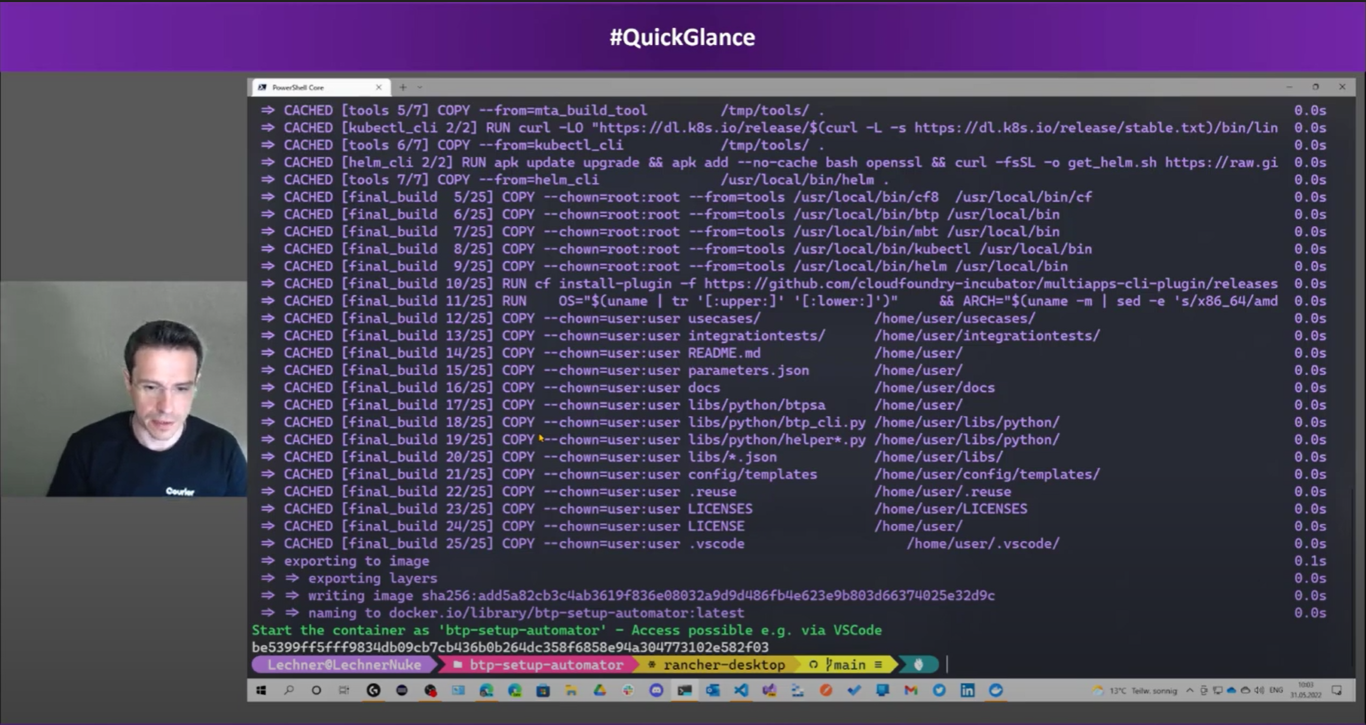 #QuickGlance
PowerShell Core
⇒ CACHED [tools 5/7] COPY --from=mta_build_tool /tmp/tools/ . 0.0s
⇒ CACHED [kubectl_cli 2/2] RUN curl -LO "https://dl.k8s.io/release/$(curl -L -s https://dl.k8s.io/release/stable.txt)/bin/lin 0.0s
⇒ CACHED [tools 6/7] COPY --from=kubectl_cli /tmp/tools/ . 0.0s
⇒ CACHED [helm_cli 2/2] RUN apk update upgrade && apk add --no-cache bash openssl && curl -fsSL -o get_helm.sh https://raw.gi 0.0s
⇒ CACHED [tools 7/7] COPY --from=helm_cli /usr/local/bin/helm . 0.0s
⇒ CACHED [final_build 5/25] COPY --chown=root:root --from=tools /usr/local/bin/cf8 /usr/local/bin/cf 0.0s
⇒ CACHED [final_build 6/25] COPY --chown=root:root --from=tools /usr/local/bin/btp /usr/local/bin 0.0s
⇒ CACHED [final_build 7/25] COPY --chown=root:root --from=tools /usr/local/bin/mbt /usr/local/bin 0.0s
⇒ CACHED [final_build 8/25] COPY --chown=root:root --from=tools /usr/local/bin/kubectl /usr/local/bin 0.0s
⇒ CACHED [final_build 9/25] COPY --chown=root:root --from=tools /usr/local/bin/helm /usr/local/bin 0.0s
⇒ CACHED [final_build 10/25] RUN cf install-plugin -f https://github.com/cloudfoundry-incubator/multiapps-cli-plugin/releases 0.0s
⇒ CACHED [final_build 11/25] RUN OS="$(uname | tr '[:upper:]' '[:lower:]')" && ARCH="$(uname -m | sed -e 's/x86_64/amd 0.0s
⇒ CACHED [final_build 12/25] COPY --chown=user:user usecases/ /home/user/usecases/ 0.0s
⇒ CACHED [final_build 13/25] COPY --chown=user:user integrationtests/ /home/user/integrationtests/ 0.0s
⇒ CACHED [final_build 14/25] COPY --chown=user:user README.md /home/user/ 0.0s
⇒ CACHED [final_build 15/25] COPY --chown=user:user parameters.json /home/user/ 0.0s
⇒ CACHED [final_build 16/25] COPY --chown=user:user docs /home/user/docs 0.0s
⇒ CACHED [final_build 17/25] COPY --chown=user:user libs/python/btpsa /home/user/ 0.0s
⇒ CACHED [final_build 18/25] COPY --chown=user:user libs/python/btp_cli.py /home/user/libs/python/ 0.0s
⇒ CACHED [final_build 19/25] COPY --chown=user:user libs/python/helper*.py /home/user/libs/python/ 0.0s
⇒ CACHED [final_build 20/25] COPY --chown=user:user libs/*.json /home/user/libs/ 0.0s
⇒ CACHED [final_build 21/25] COPY --chown=user:user config/templates /home/user/config/templates/ 0.0s
⇒ CACHED [final_build 22/25] COPY --chown=user:user .reuse /home/user/.reuse 0.0s
⇒ CACHED [final_build 23/25] COPY --chown=user:user LICENSES /home/user/LICENSES 0.0s
⇒ CACHED [final_build 24/25] COPY --chown=user:user LICENSE /home/user/ 0.0s
⇒ CACHED [final_build 25/25] COPY --chown=user:user .vscode /home/user/.vscode/ 0.0s
⇒ exporting to image 0.1s
⇒ ⇒ exporting layers 0.0s
⇒ ⇒ writing image sha256:add5a82cb3c4ab3619f836e08032a9d9d486fb4e623e9b803d66374025e32d9c 0.0s
⇒ ⇒ naming to docker.io/library/btp-setup-automator:latest 0.0s
Start the container as 'btp-setup-automator' - Access possible e.g. via VSCode
be5399ff5fff9834db09cb7cb436b0b264dc358f6858e94a304773102e582f03
Lechner@LechnerNuke btp-setup-automator rancher-desktop main ≡
Courier
13°C Teilw. sonnig ENG 10:03
31.05.2022